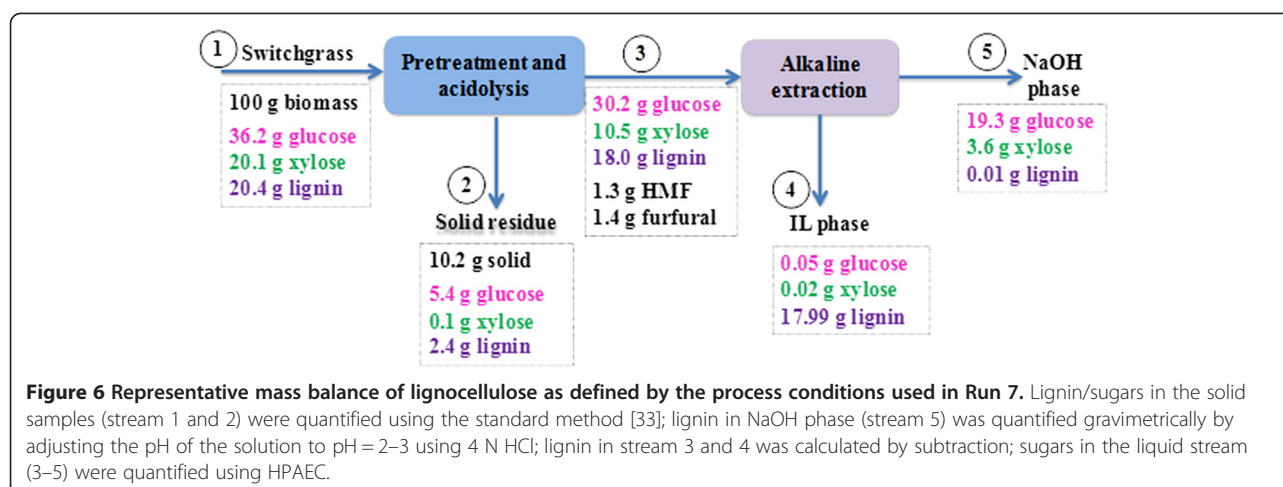 1
Switchgrass
100 g biomass
36.2 g glucose
20.1 g xylose
20.4 g lignin
Pretreatment and
acidolysis
2
Solid residue
10.2 g solid
5.4 g glucose
0.1 g xylose
2.4 g lignin
3
30.2 g glucose
10.5 g xylose
18.0 g lignin
1.3 g HMF
1.4 g furfural
Alkaline
extraction
4
IL phase
0.05 g glucose
0.02 g xylose
17.99 g lignin
5
NaOH
phase
19.3 g glucose
3.6 g xylose
0.01 g lignin
Figure 6 Representative mass balance of lignocellulose as defined by the process conditions used in Run 7. Lignin/sugars in the solid
samples (stream 1 and 2) were quantified using the standard method [33]; lignin in NaOH phase (stream 5) was quantified gravimetrically by
adjusting the pH of the solution to pH = 2–3 using 4 N HCl; lignin in stream 3 and 4 was calculated by subtraction; sugars in the liquid stream
(3–5) were quantified using HPAEC.